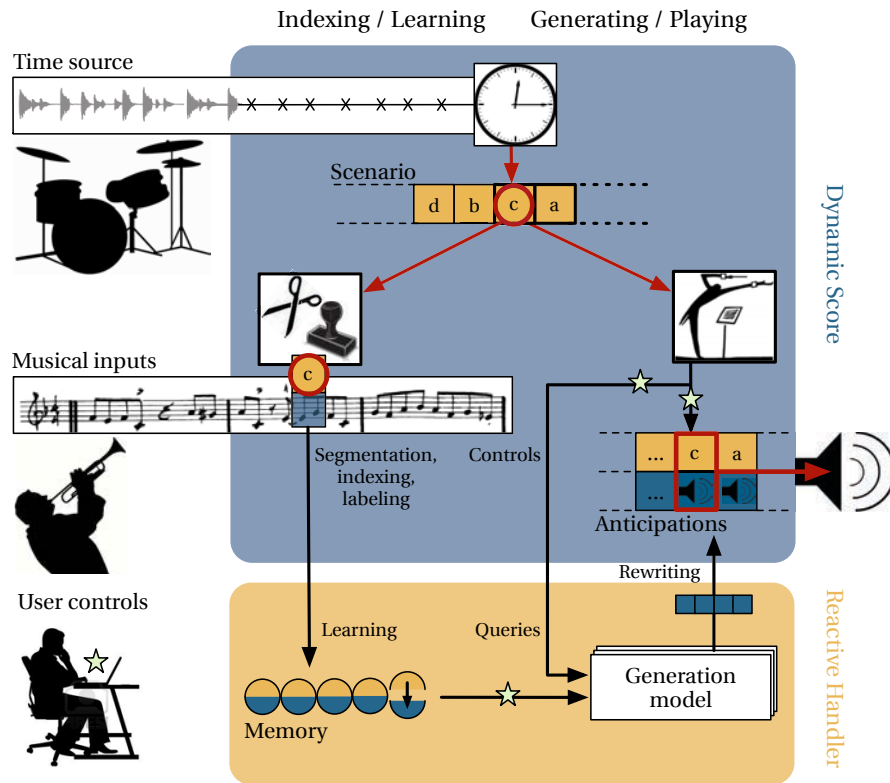 Indexing / Learning
Generating / Playing
Time source
Scenario
d b c a
Dynamic Score
Musical inputs
c
Segmentation,
indexing,
labeling
Controls
... c a
...
Anticipations
Rewriting
User controls
Learning
Queries
Generation
model
Memory
Reactive Handler